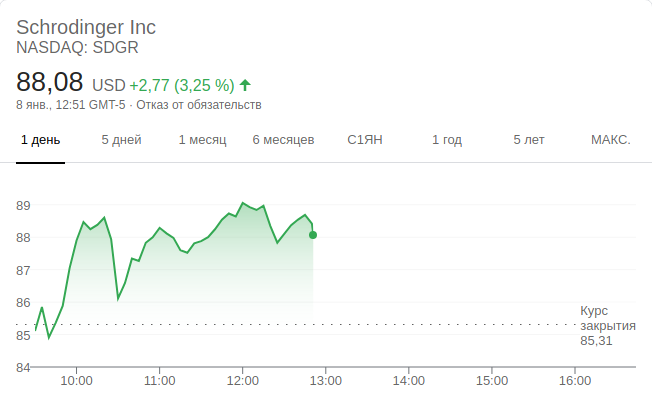 Schrodinger Inc
NASDAQ: SDGR
88,08 USD +2,77 (3,25 %)
8 янв., 12:51 GMT-5 · Отказ от обязательств
1 день 5 дней 1 месяц 6 месяцев С1ЯН 1 год 5 лет МАКС.
89
88
87
86
Курс
закрытия
85,31
85
84
10:00 11:00 12:00 13:00 14:00 15:00 16:00